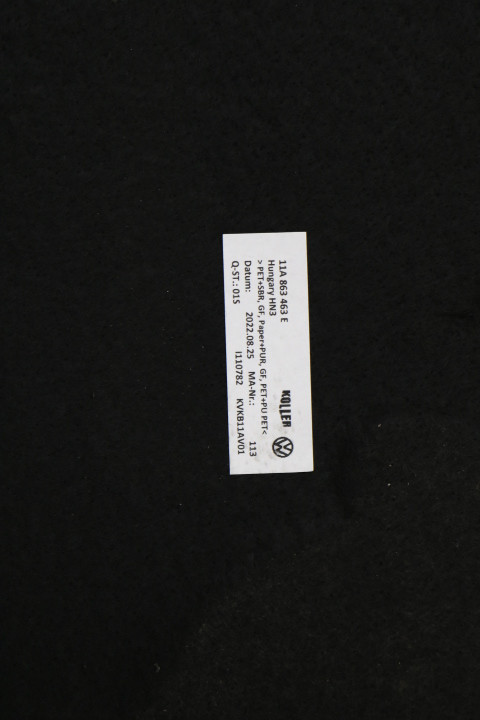 11A 863 463 E
Hungary HN3
KOLLER
> PET+SBR, GF, Paper+PUR, GF, PET+PU PET<
Datum: 2022.08.25 MA-Nr.: 113
Q-ST.: 015 I110782 KVKB11AV01